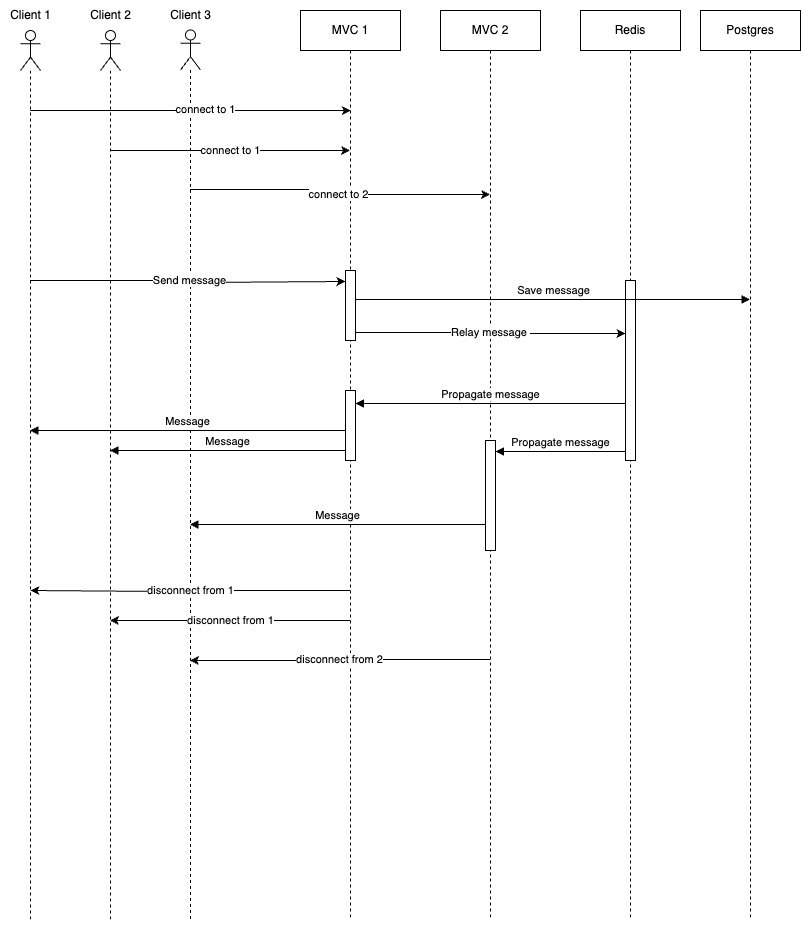 Client 1
Client 2
Client 3
MVC 1
MVC 2
Redis
Postgres
connect to 1
connect to 1
connect to 2
Send message
Save message
Relay message
Propagate message
Message
Message
Propagate message
Message
disconnect from 1
disconnect from 1
disconnect from 2